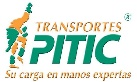 TRANSPORTES
PITIC ®
Su carga en manos expertas